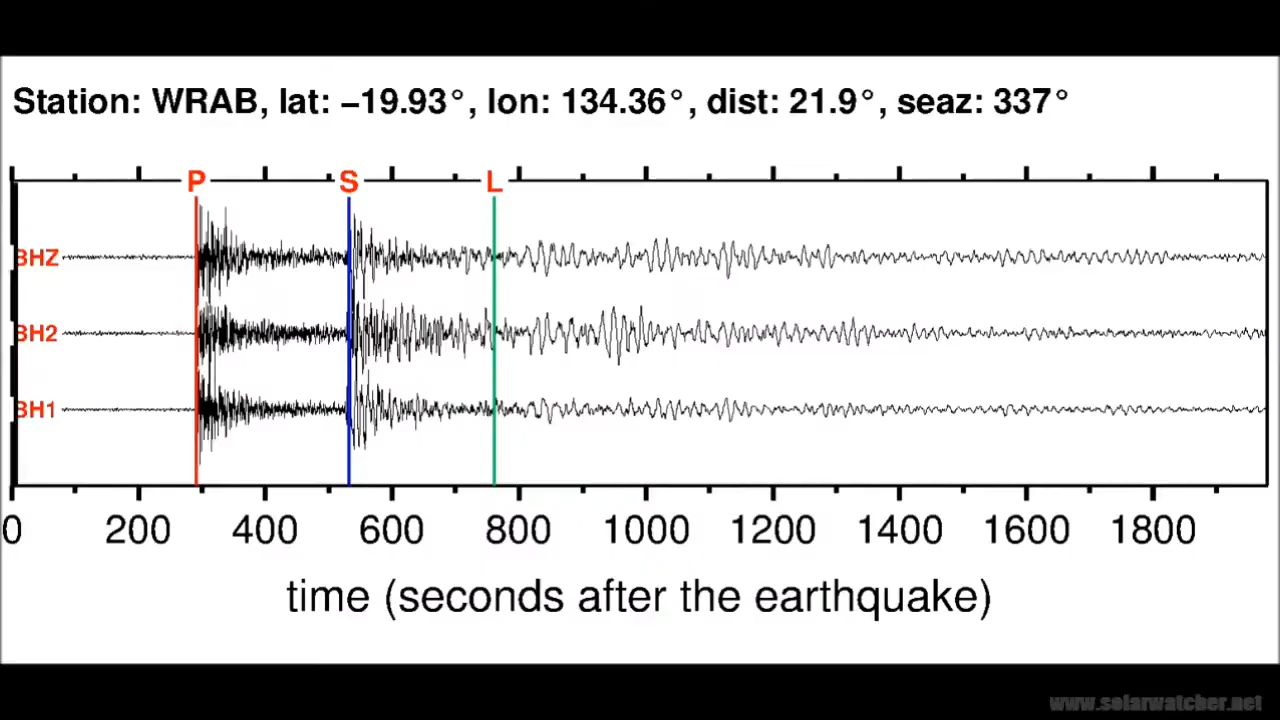 Station: WRAB, lat: −19.93°, lon: 134.36°, dist: 21.9°, seaz: 337°
P S L
BHZ
BH2
BH1
0 200 400 600 800 1000 1200 1400 1600 1800
time (seconds after the earthquake)
www.solarwatcher.net